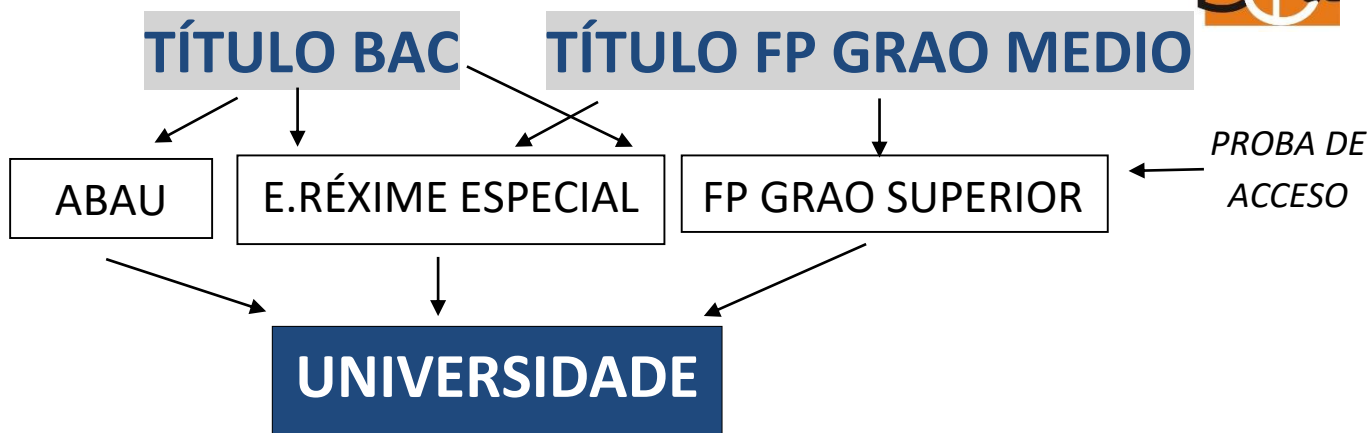 TÍTULO BAC
TÍTULO FP GRAO MEDIO
ABAU
E.RÉXIME ESPECIAL
FP GRAO SUPERIOR
PROBA DE
ACCESO
UNIVERSIDADE